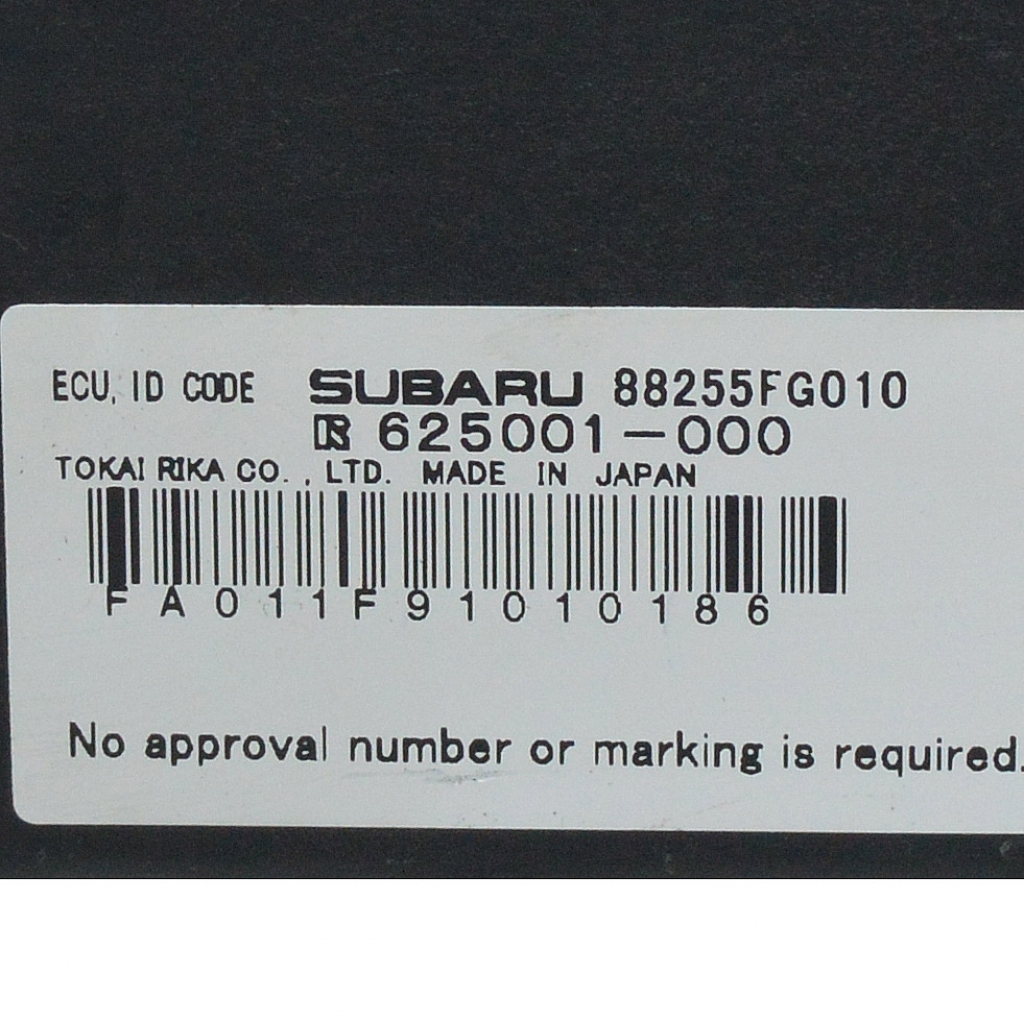 ECU, ID CODE SUBARU 88255FG010
R 625001-000
TOKAI RIKA CO., LTD. MADE IN JAPAN
FA011F91010186
No approval number or marking is required.